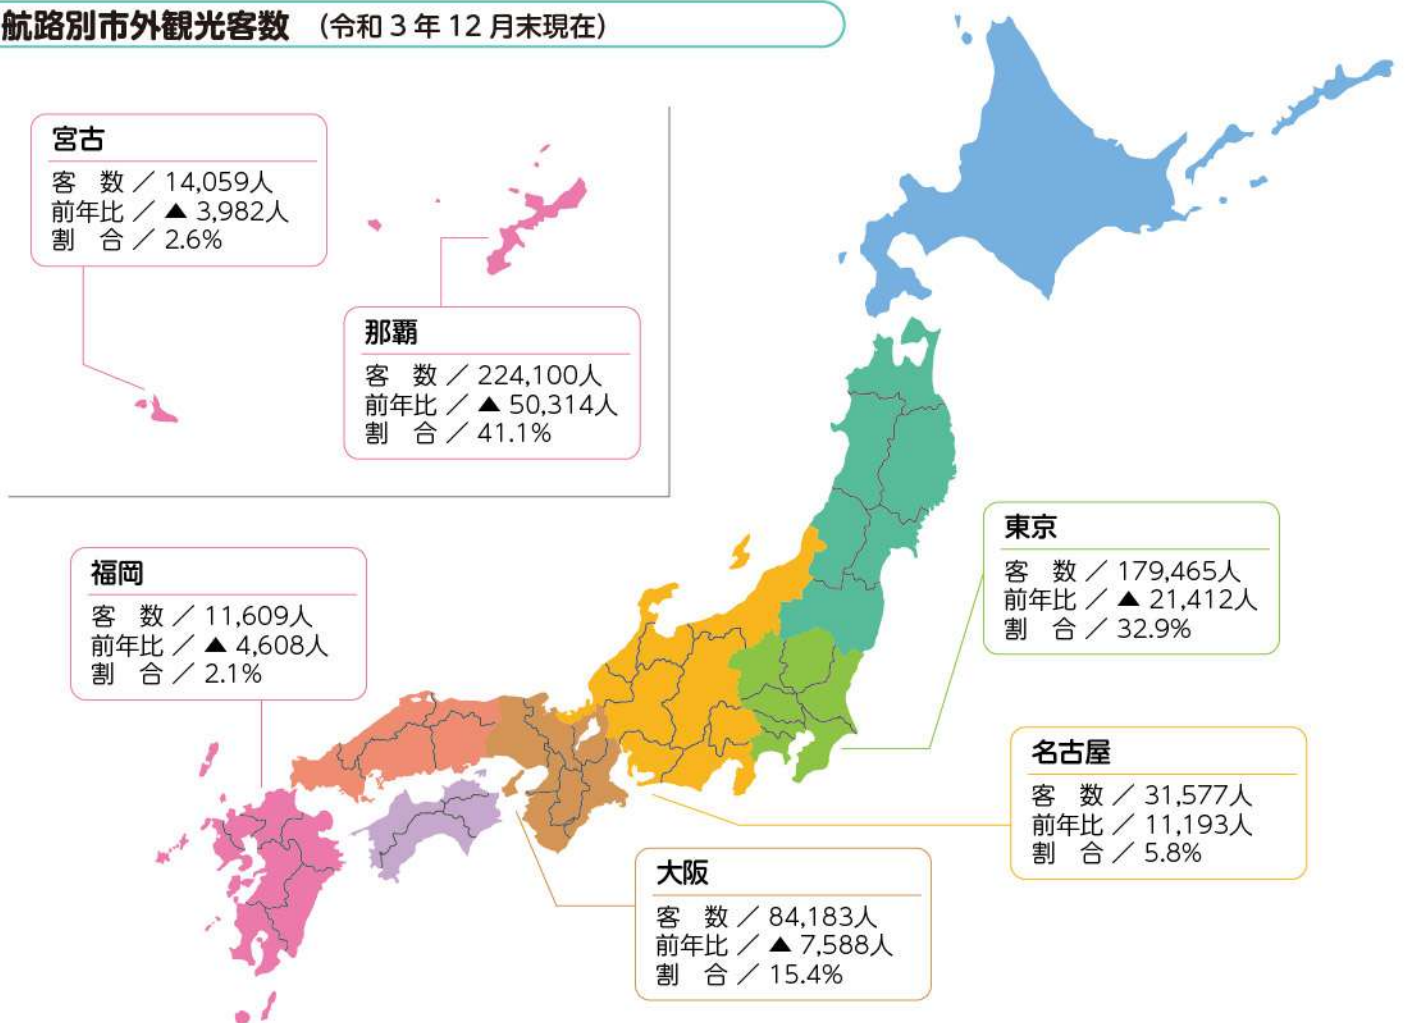 航路別市外観光客数 (令和3年12月末現在)
宮古
客 数 / 14,059人
前年比 / ▲ 3,982人
割 合 / 2.6%
那覇
客 数 / 224,100人
前年比 / ▲ 50,314人
割 合 / 41.1%
福岡
客 数 / 11,609人
前年比 / ▲ 4,608人
割 合 / 2.1%
東京
客 数 / 179,465人
前年比 / ▲ 21,412人
割 合 / 32.9%
名古屋
客 数 / 31,577人
前年比 / 11,193人
割 合 / 5.8%
大阪
客 数 / 84,183人
前年比 / ▲ 7,588人
割 合 / 15.4%